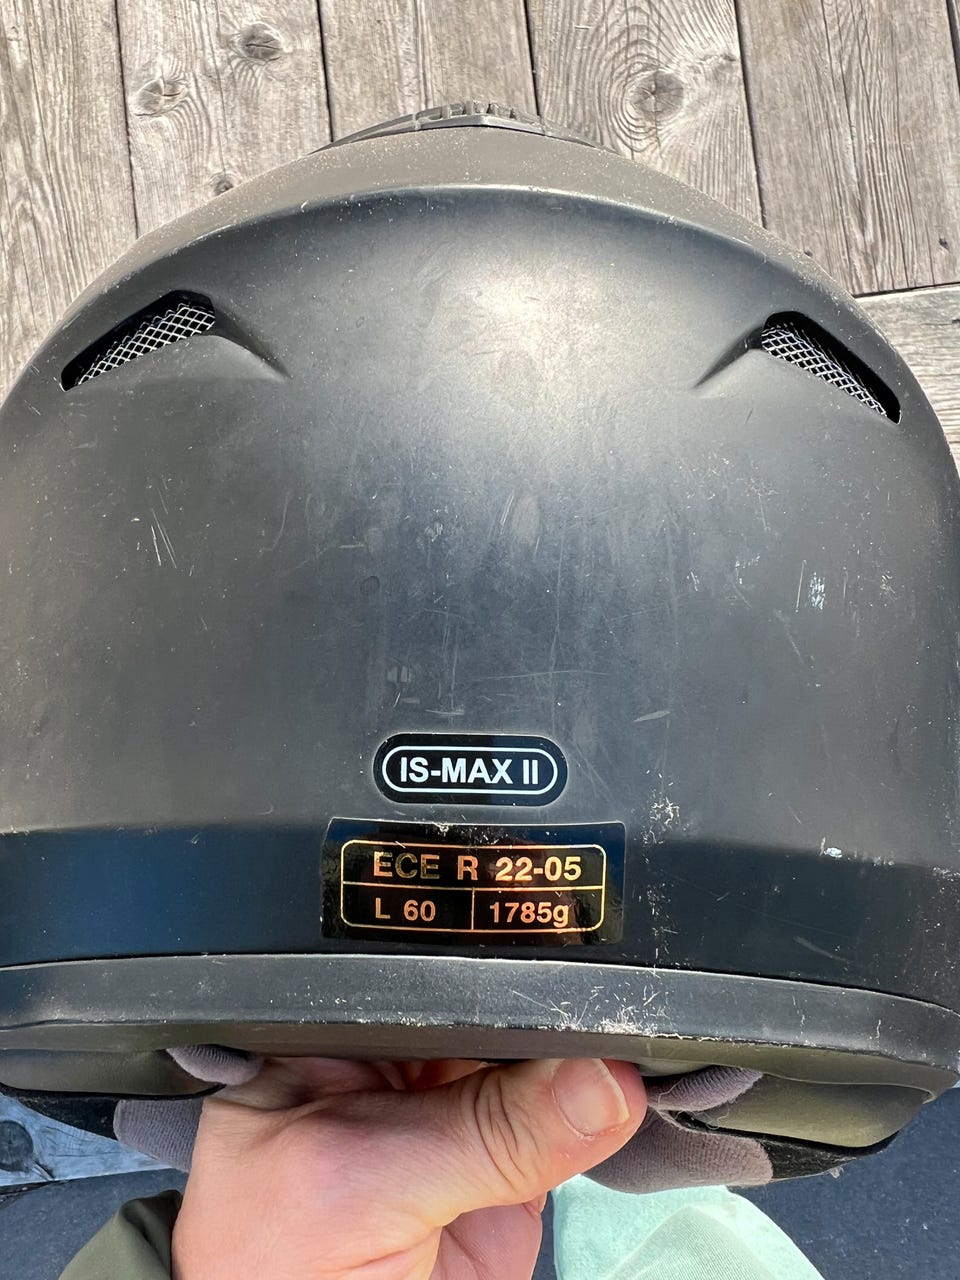 IS-MAX II
ECE R 22-05
L 60 1785g